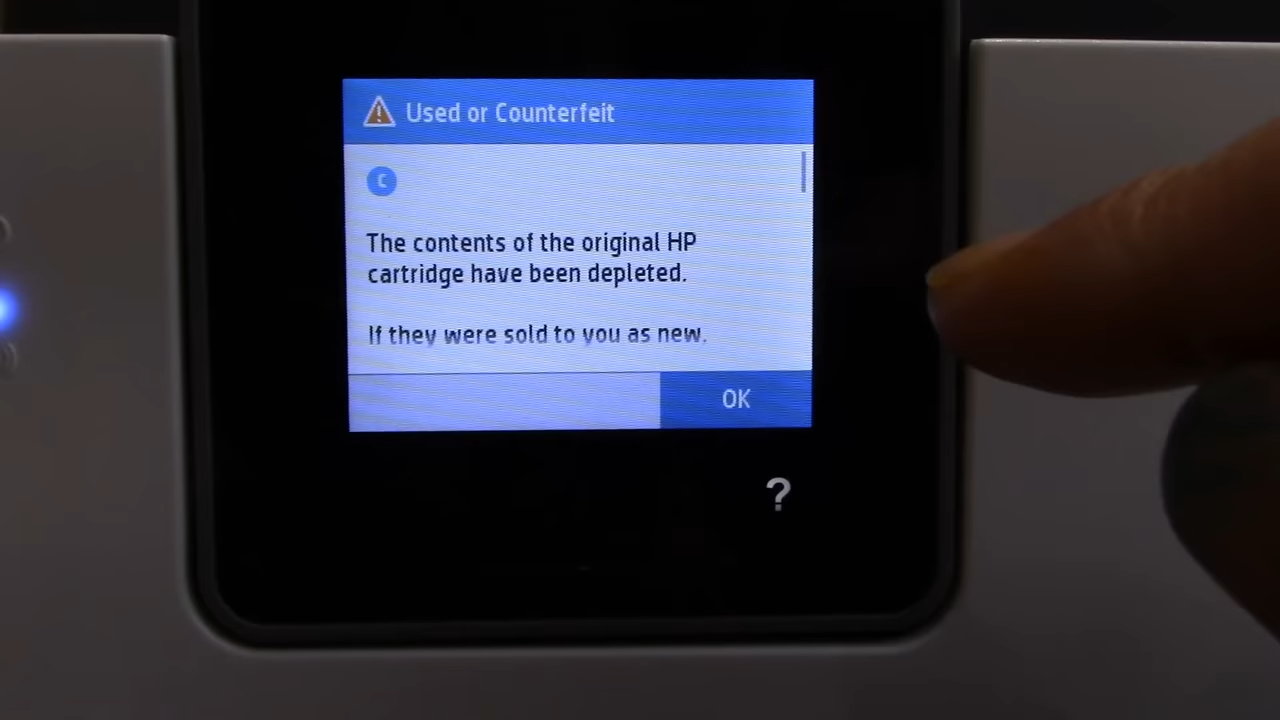 Used or Counterfeit
C
The contents of the original HP
cartridge have been depleted.
If they were sold to you as new.
OK
?